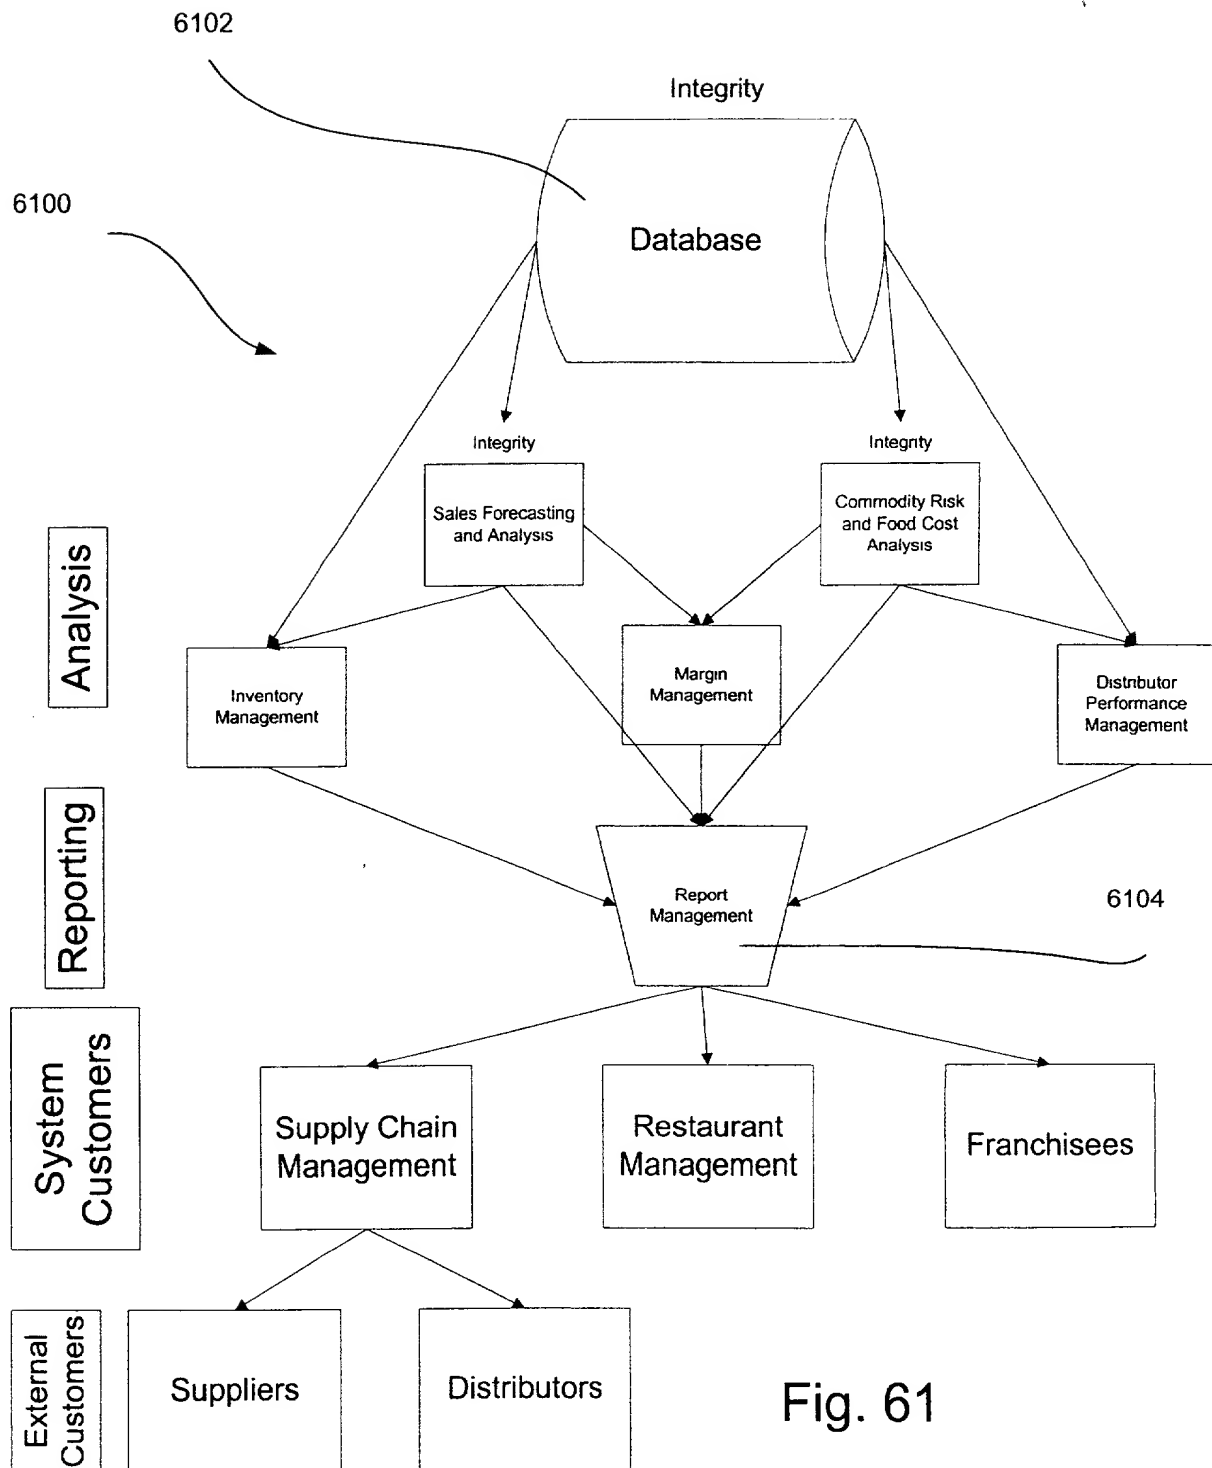 6102
Integrity
6100
Database
Integrity
Integrity
Sales Forecasting
and Analysis
Commodity Risk
and Food Cost
Analysis
Analysis
Inventory
Management
Margin
Management
Distributor
Performance
Management
Reporting
Report
Management
6104
System
Customers
Supply Chain
Management
Restaurant
Management
Franchisees
External
Customers
Suppliers
Distributors
Fig. 61